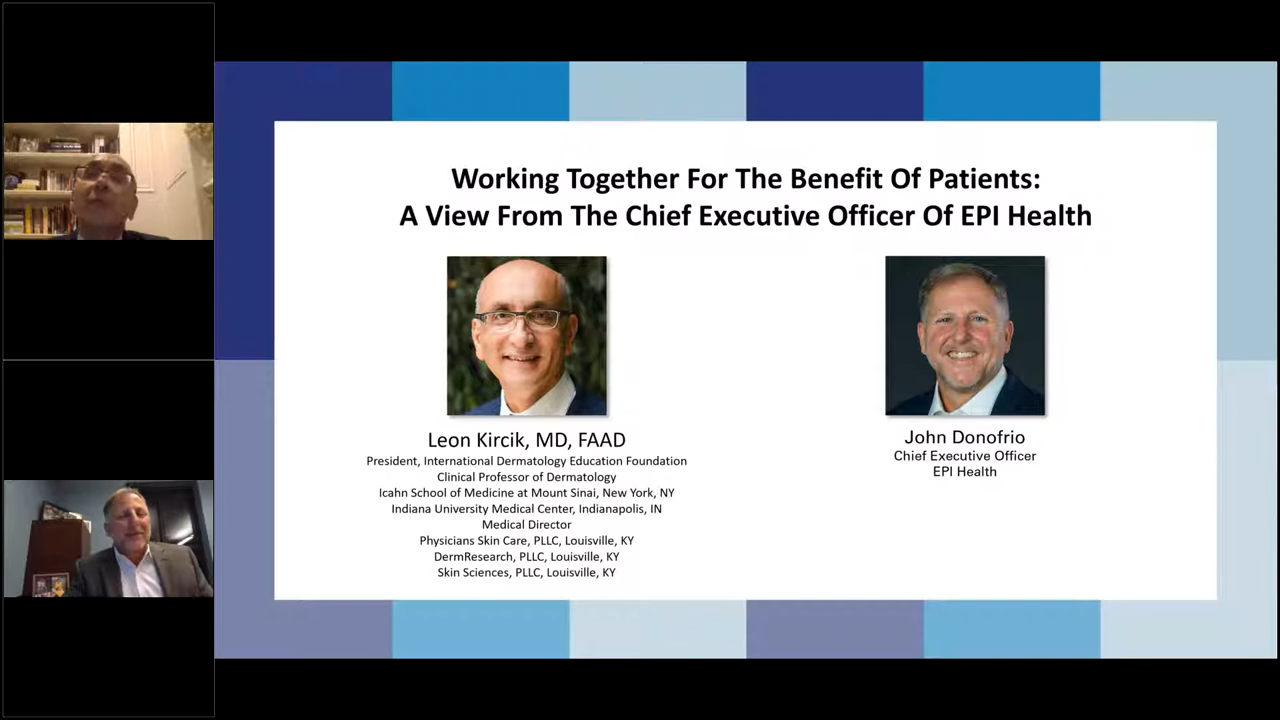 Working Together For The Benefit Of Patients:
A View From The Chief Executive Officer Of EPI Health
Leon Kircik, MD, FAAD
President, International Dermatology Education Foundation
Clinical Professor of Dermatology
Icahn School of Medicine at Mount Sinai, New York, NY
Indiana University Medical Center, Indianapolis, IN
Medical Director
Physicians Skin Care, PLLC, Louisville, KY
DermResearch, PLLC, Louisville, KY
Skin Sciences, PLLC, Louisville, KY
John Donofrio
Chief Executive Officer
EPI Health